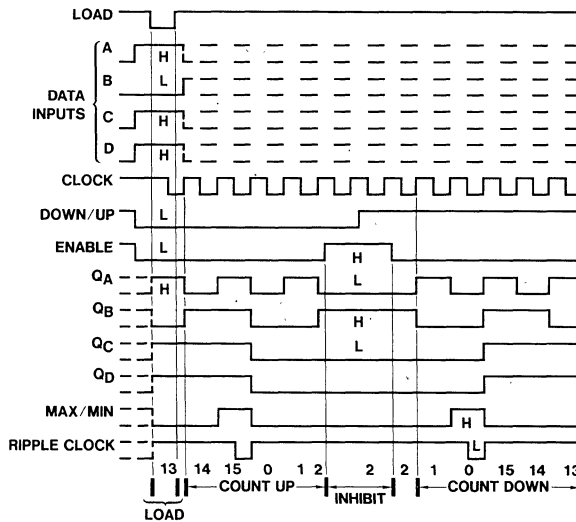 LOAD
A
H
B
L
DATA
INPUTS
C
H
D
H
CLOCK
DOWN/UP
L
ENABLE
L
H
QA
H
L
QB
H
QC
L
QD
MAX/MIN
H
RIPPLE CLOCK
L
13 14 15 0 1 2 2 2 1 0 15 14 13
COUNT UP
INHIBIT
COUNT DOWN
LOAD